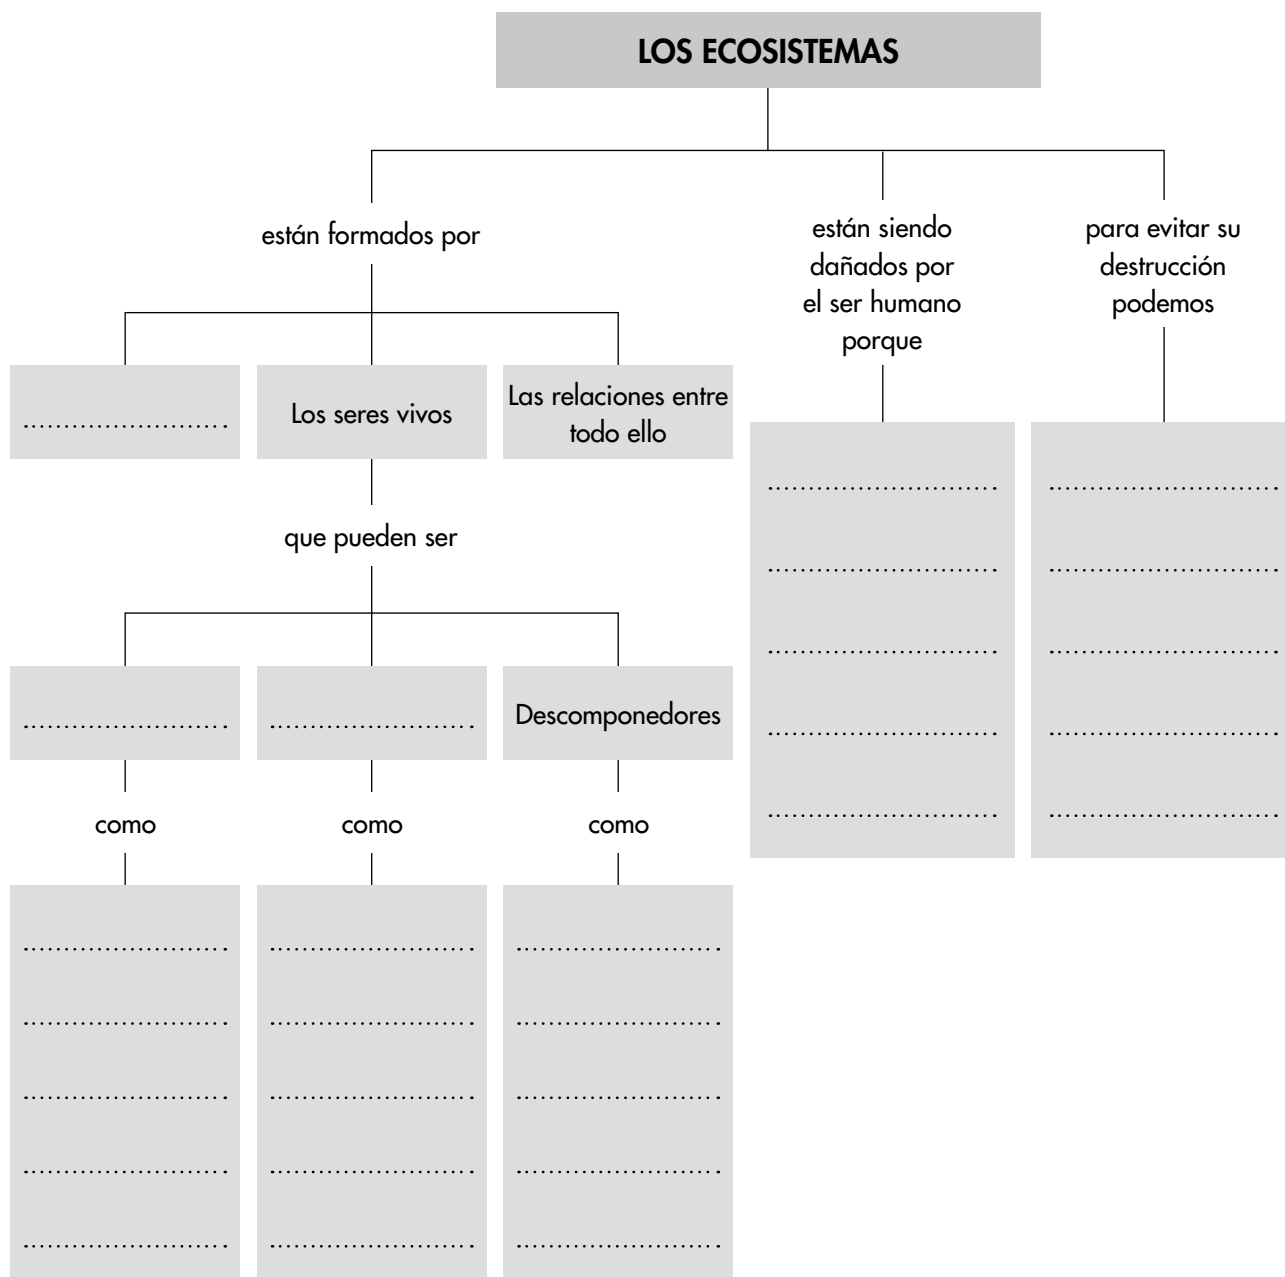 LOS ECOSISTEMAS
están formados por
están siendo
dañados por
el ser humano
porque
para evitar su
destrucción
podemos
Los seres vivos
Las relaciones entre
todo ello
que pueden ser
Descomponedores
como
como
como